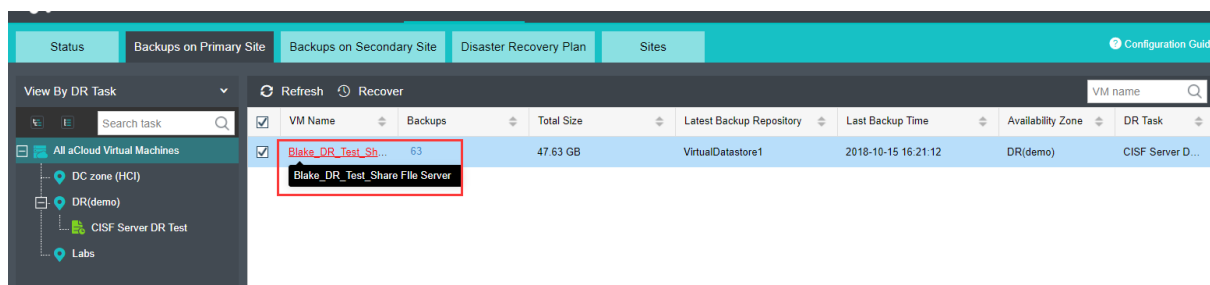 Status Backups on Primary Site Backups on Secondary Site Disaster Recovery Plan Sites ? Configuration Guid
View By DR Task
Refresh Recover VM name
Search task
VM Name Backups Total Size Latest Backup Repository Last Backup Time Availability Zone DR Task
All aCloud Virtual Machines
Blake_DR_Test_Sh... 63 47.63 GB VirtualDatastore1 2018-10-15 16:21:12 DR(demo) CISF Server D...
Blake_DR_Test_Share FIle Server
DC zone (HCI)
DR(demo)
CISF Server DR Test
Labs